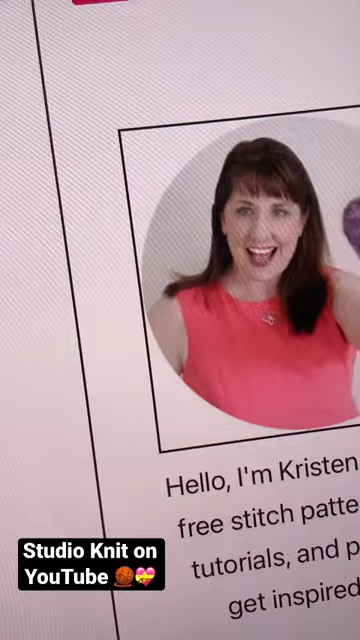 Hello, I'm Kristen
free stitch patte
tutorials, and p
get inspired
Studio Knit on
YouTube 🧶💝